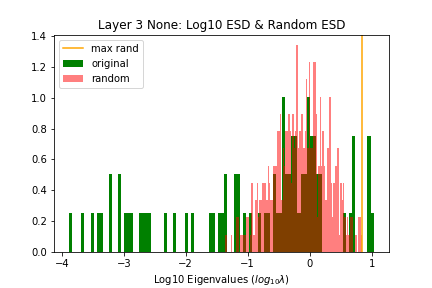 Layer 3 None: Log10 ESD & Random ESD
max rand
original
random
1.4
1.2
1.0
0.8
0.6
0.4
0.2
0.0
−4 −3 −2 −1 0 1
Log10 Eigenvalues (log₁₀λ)